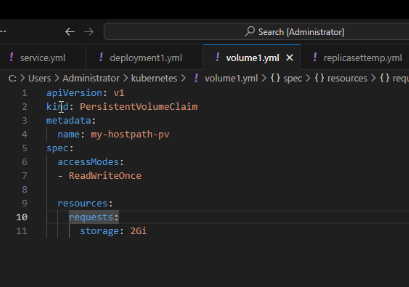 Search [Administrator]
service.yml
deployment1.yml
volume1.yml
replicasettemp.yml
C: > Users > Administrator > kubernetes > ! volume1.yml > {} spec > {} resources > {} requ
1 apiVersion: v1
2 kind: PersistentVolumeClaim
3 metadata:
4 name: my-hostpath-pv
5 spec:
6 accessModes:
7 - ReadWriteOnce
8
9 resources:
10 requests:
11 storage: 2Gi